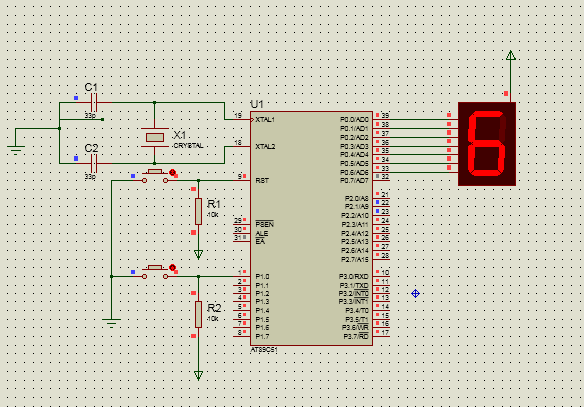 C1
33p
C2
33p
X1
CRYSTAL
R1
10k
R2
10k
U1
19 XTAL1
18 XTAL2
9 RST
29 PSEN
30 ALE
31 EA
1 P1.0
2 P1.1
3 P1.2
4 P1.3
5 P1.4
6 P1.5
7 P1.6
8 P1.7
P0.0/AD0 39
P0.1/AD1 38
P0.2/AD2 37
P0.3/AD3 36
P0.4/AD4 35
P0.5/AD5 34
P0.6/AD6 33
P0.7/AD7 32
P2.0/A8 21
P2.1/A9 22
P2.2/A10 23
P2.3/A11 24
P2.4/A12 25
P2.5/A13 26
P2.6/A14 27
P2.7/A15 28
P3.0/RXD 10
P3.1/TXD 11
P3.2/INT0 12
P3.3/INT1 13
P3.4/T0 14
P3.5/T1 15
P3.6/WR 16
P3.7/RD 17
AT89C51
6